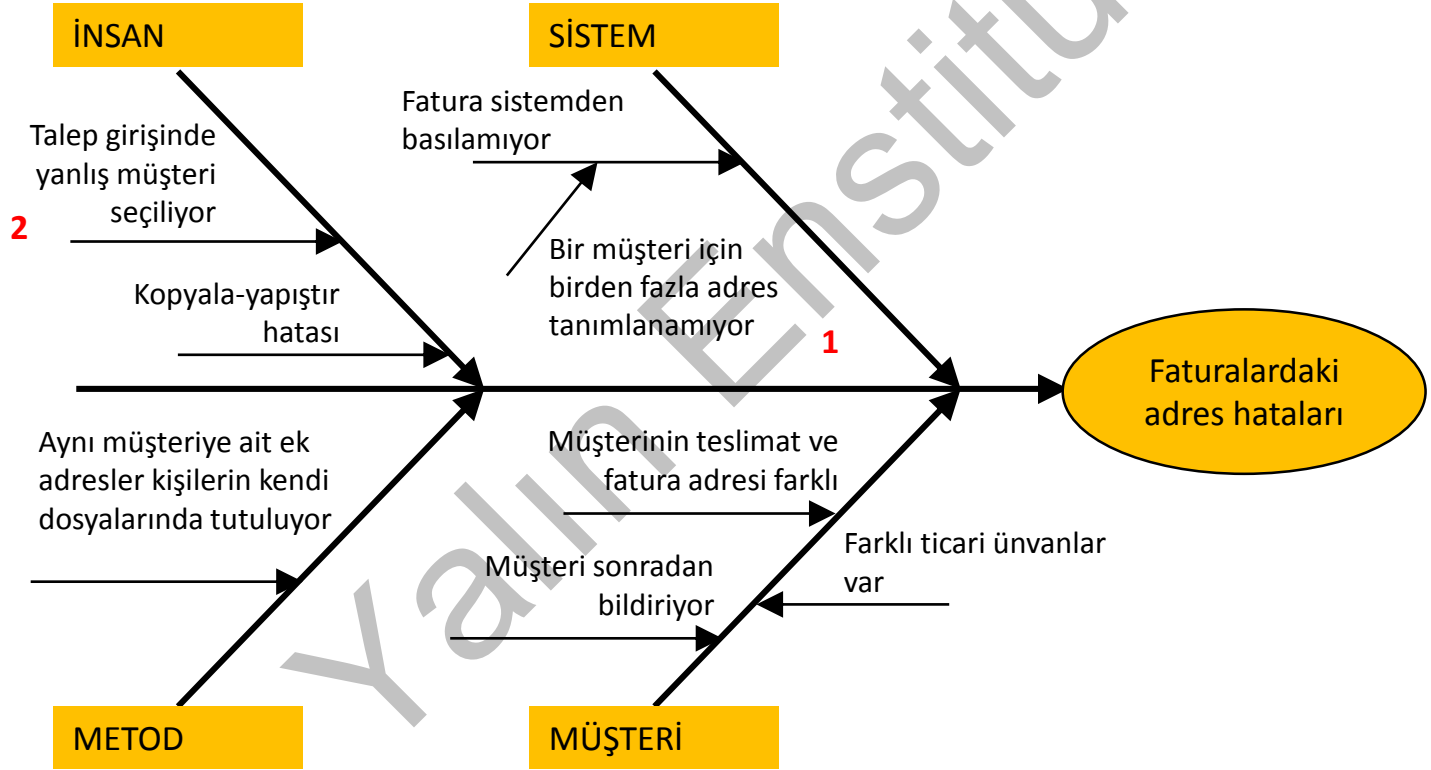 İNSAN
SİSTEM
Fatura sistemden
basılamıyor
Talep girişinde
yanlış müşteri
seçiliyor
2
Bir müşteri için
birden fazla adres
tanımlanamıyor
1
Kopyala-yapıştır
hatası
Faturalardaki
adres hataları
Aynı müşteriye ait ek
adresler kişilerin kendi
dosyalarında tutuluyor
Müşterinin teslimat ve
fatura adresi farklı
Farklı ticari ünvanlar
var
Müşteri sonradan
bildiriyor
METOD
MÜŞTERİ
Yalın Enstitü